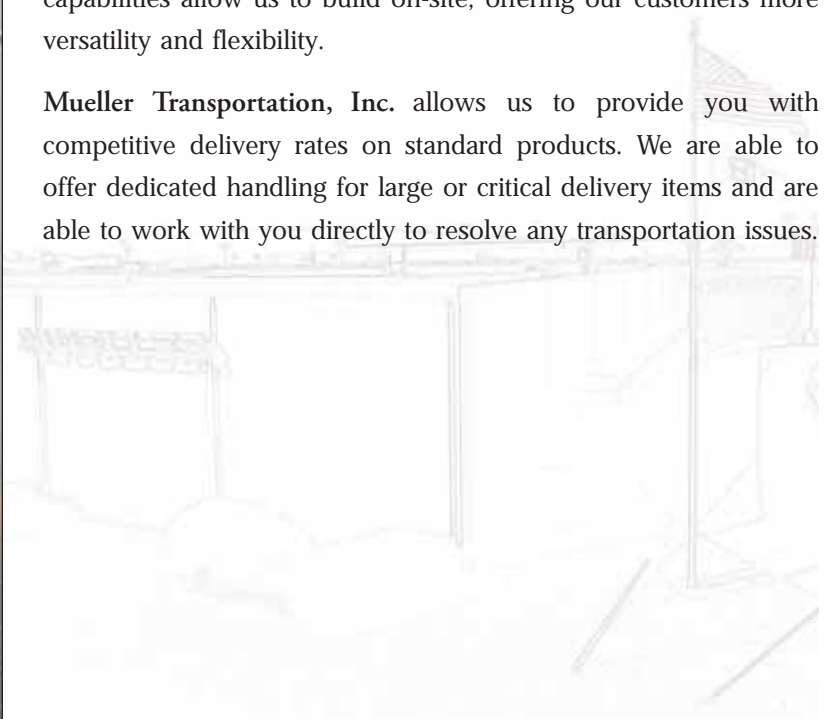 capabilities allow us to build on-site, offering our customers more
versatility and flexibility.
Mueller Transportation, Inc. allows us to provide you with
competitive delivery rates on standard products. We are able to
offer dedicated handling for large or critical delivery items and are
able to work with you directly to resolve any transportation issues.